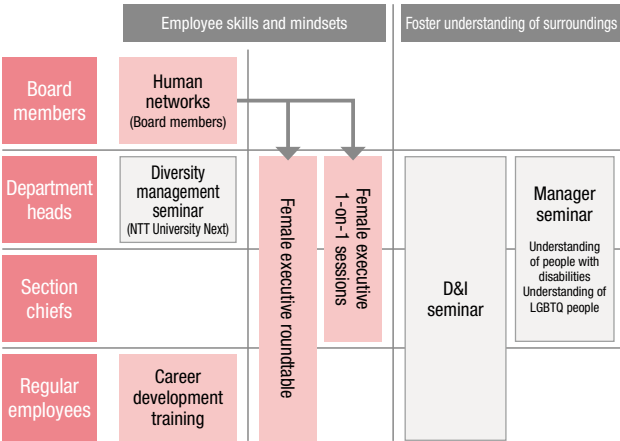 Employee skills and mindsets
Foster understanding of surroundings
Board
members
Human
networks
(Board members)
Department
heads
Diversity
management
seminar
(NTT University Next)
Female executive roundtable
Female executive
1-on-1 sessions
D&I
seminar
Manager
seminar
Understanding
of people with
disabilities
Understanding of
LGBTQ people
Section
chiefs
Regular
employees
Career
development
training